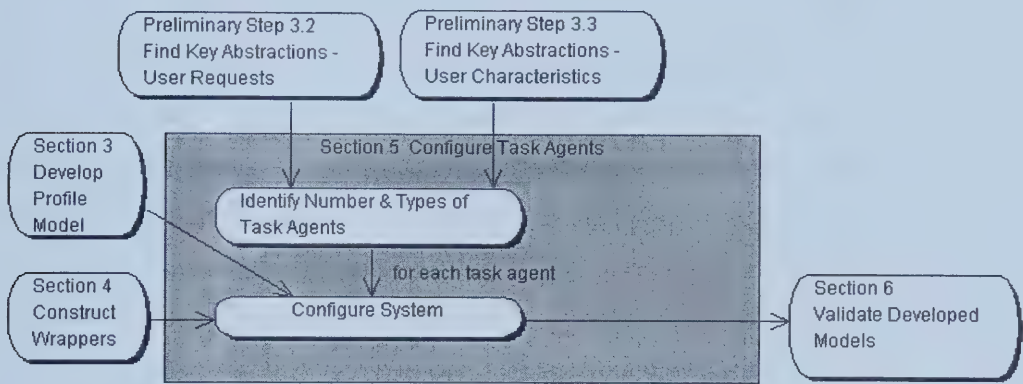 Preliminary Step 3.2
Find Key Abstractions -
User Requests
Preliminary Step 3.3
Find Key Abstractions -
User Characteristics
Section 3
Develop
Profile
Model
Section 5 Configure Task Agents
Identify Number & Types of
Task Agents
for each task agent
Section 4
Construct
Wrappers
Configure System
Section 6
Validate Developed
Models